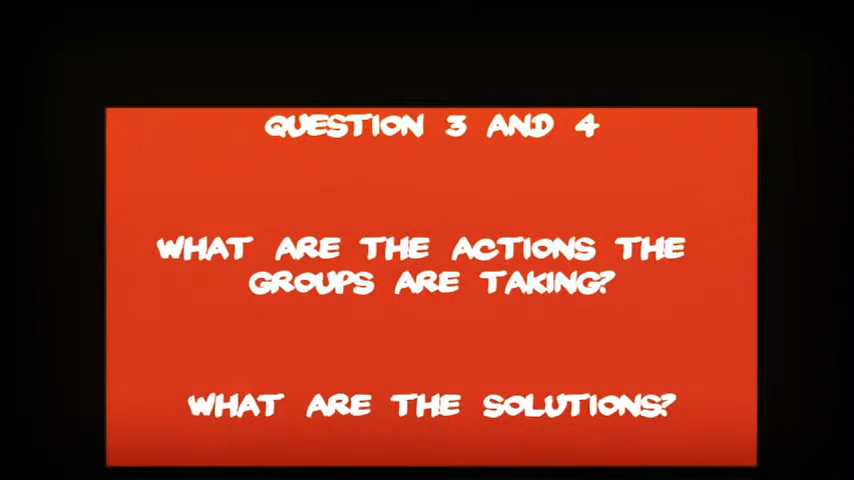 QUESTION 3 AND 4
WHAT ARE THE ACTIONS THE
GROUPS ARE TAKING?
WHAT ARE THE SOLUTIONS?